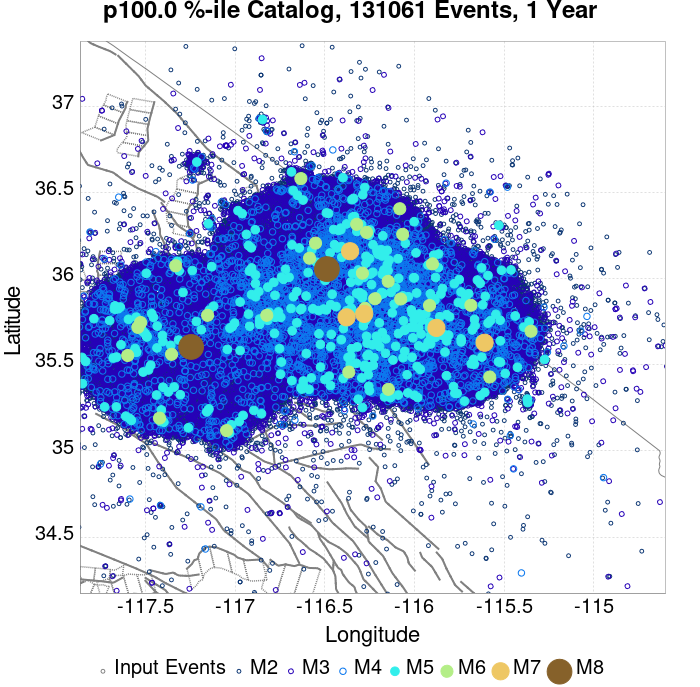 p100.0 %-ile Catalog, 131061 Events, 1 Year
37
36.5
36
35.5
35
34.5
Latitude
-117.5 -117 -116.5 -116 -115.5 -115
Longitude
Input Events M2 M3 M4 M5 M6 M7 M8